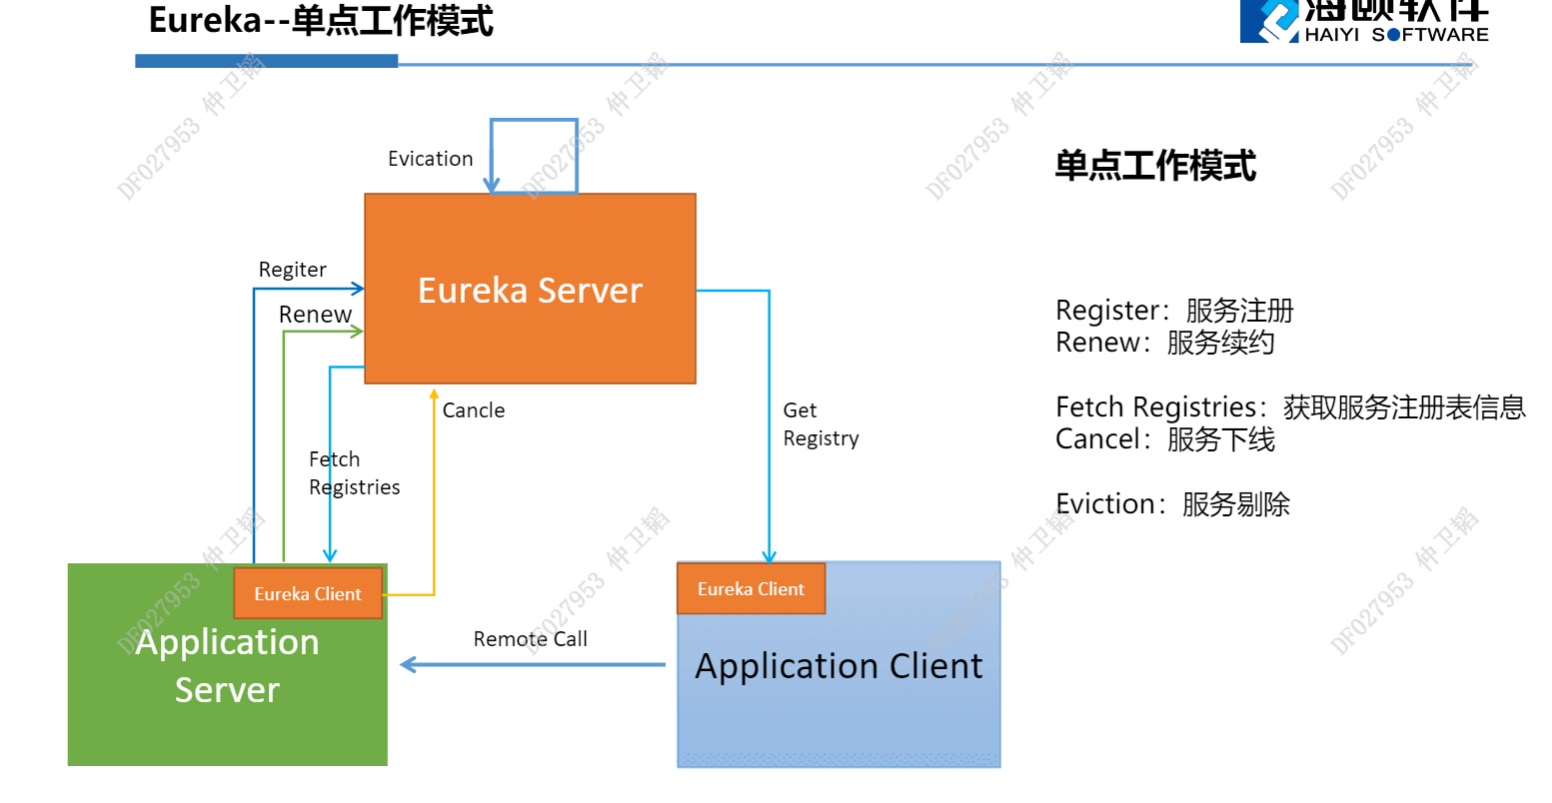 Eureka--单点工作模式
海颐软件
HAIYI SOFTWARE
DF027953 仲卫韬
DF027953 仲卫韬
DF027953 仲卫韬
DF027953 仲卫韬
Evication
单点工作模式
Regiter
Eureka Server
Renew
Register：服务注册
Renew：服务续约
Cancle
Get
Registry
Fetch Registries：获取服务注册表信息
Cancel：服务下线
Fetch
Registries
Eviction：服务剔除
DF027953 仲卫韬
DF027953 仲卫韬
DF027953 仲卫韬
DF027953 仲卫韬
Eureka Client
Eureka Client
Application
Server
Remote Call
Application Client